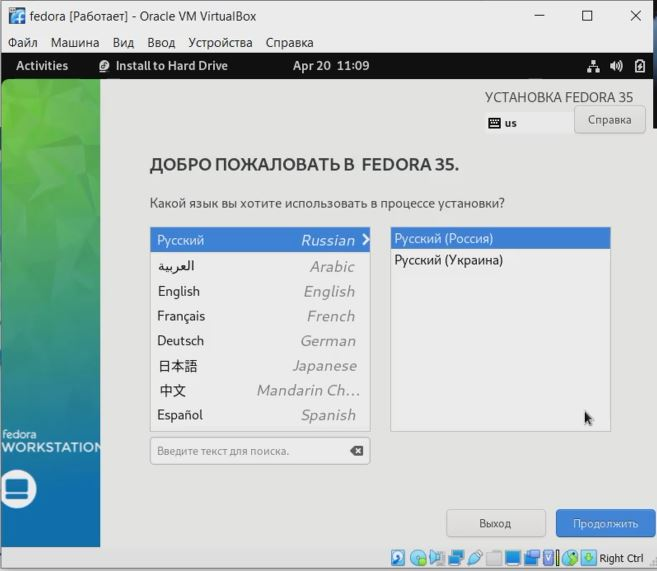 fedora [Работает] - Oracle VM VirtualBox
Файл Машина Вид Ввод Устройства Справка
Activities Install to Hard Drive Apr 20 11:09
УСТАНОВКА FEDORA 35
us Справка
ДОБРО ПОЖАЛОВАТЬ В FEDORA 35.
Какой язык вы хотите использовать в процессе установки?
Русский Russian Русский (Россия)
العربية Arabic Русский (Украина)
English English
Français French
Deutsch German
日本語 Japanese
中文 Mandarin Ch...
Español Spanish
fedora
WORKSTATION
Введите текст для поиска.
Выход Продолжить
Right Ctrl